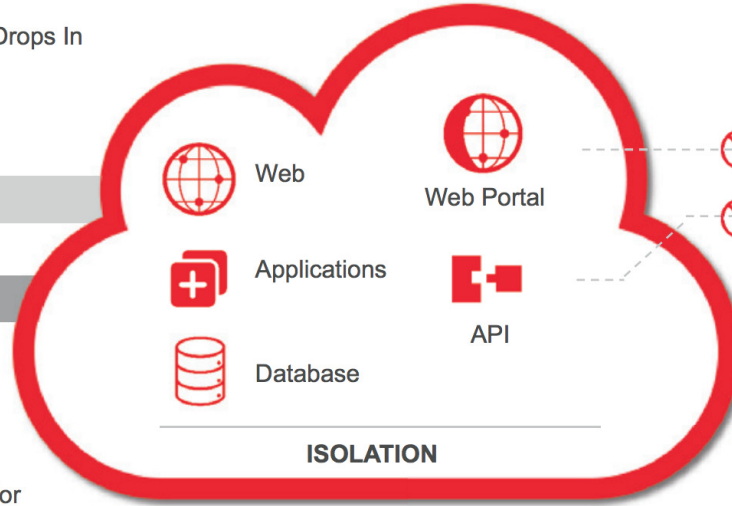 Drops In
Web
Web Portal
Applications
API
Database
ISOLATION
or